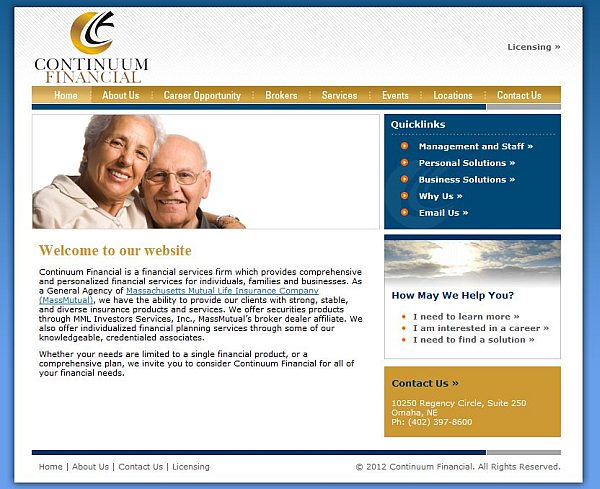 CONTINUUM
FINANCIAL
Licensing »
Home
About Us
Career Opportunity
Brokers
Services
Events
Locations
Contact Us
Quicklinks
Management and Staff »
Personal Solutions »
Business Solutions »
Why Us »
Email Us »
Welcome to our website
Continuum Financial is a financial services firm which provides comprehensive
and personalized financial services for individuals, families and businesses. As
a General Agency of Massachusetts Mutual Life Insurance Company
(MassMutual), we have the ability to provide our clients with strong, stable,
and diverse insurance products and services. We offer securities products
through MML Investors Services, Inc., MassMutual's broker dealer affiliate. We
also offer individualized financial planning services through some of our
knowledgeable, credentialed associates.
Whether your needs are limited to a single financial product, or a
comprehensive plan, we invite you to consider Continuum Financial for all of
your financial needs.
How May We Help You?
I need to learn more »
I am interested in a career »
I need to find a solution »
Contact Us »
10250 Regency Circle, Suite 250
Omaha, NE
Ph: (402) 397-8600
Home | About Us | Contact Us | Licensing
© 2012 Continuum Financial. All Rights Reserved.